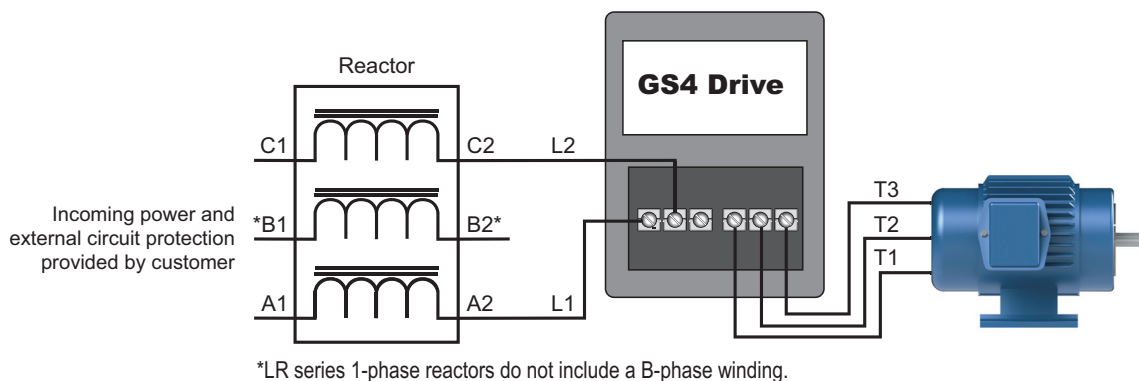 Reactor
GS4 Drive
C1
C2
L2
T3
Incoming power and
external circuit protection
provided by customer
*B1
B2*
T2
T1
A1
A2
L1
*LR series 1-phase reactors do not include a B-phase winding.